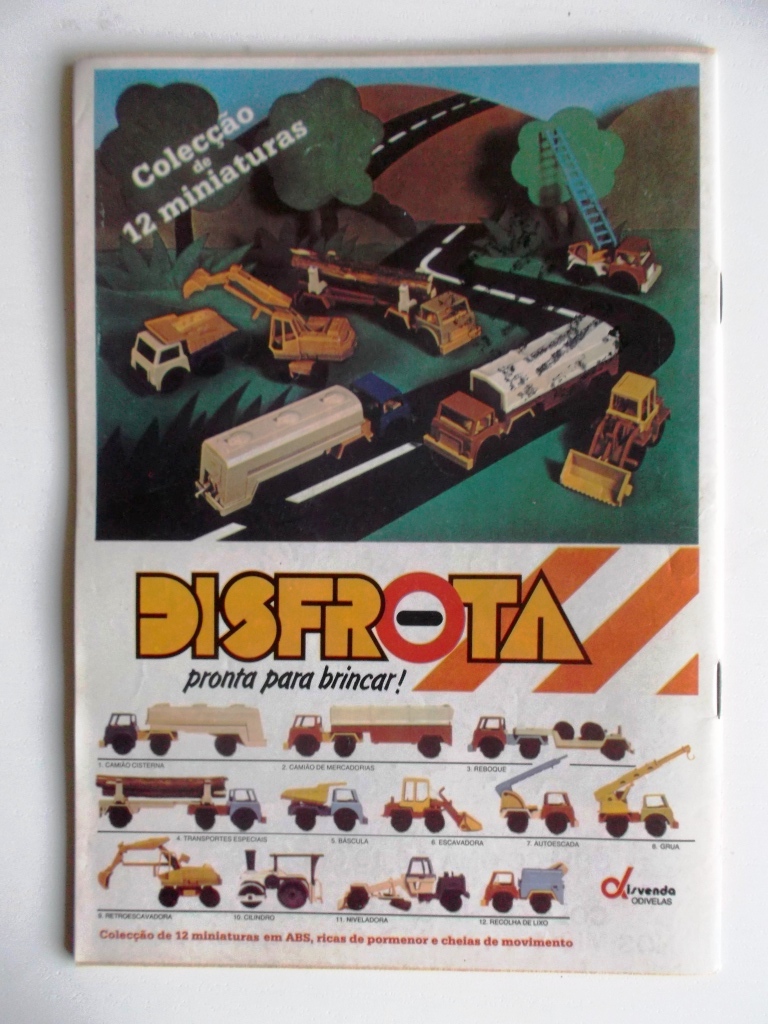 Colecção
de
12 miniaturas
DISFROTA
pronta para brincar!
1. CAMIÃO CISTERNA
2. CAMIÃO DE MERCADORIAS
3. REBOQUE
4. TRANSPORTES ESPECIAIS
5. BÁSCULA
6. ESCAVADORA
7. AUTOESCADA
8. GRUA
9. RETROESCAVADORA
10. CILINDRO
11. NIVELADORA
12. RECOLHA DE LIXO
disvenda
ODIVELAS
Colecção de 12 miniaturas em ABS, ricas de pormenor e cheias de movimento